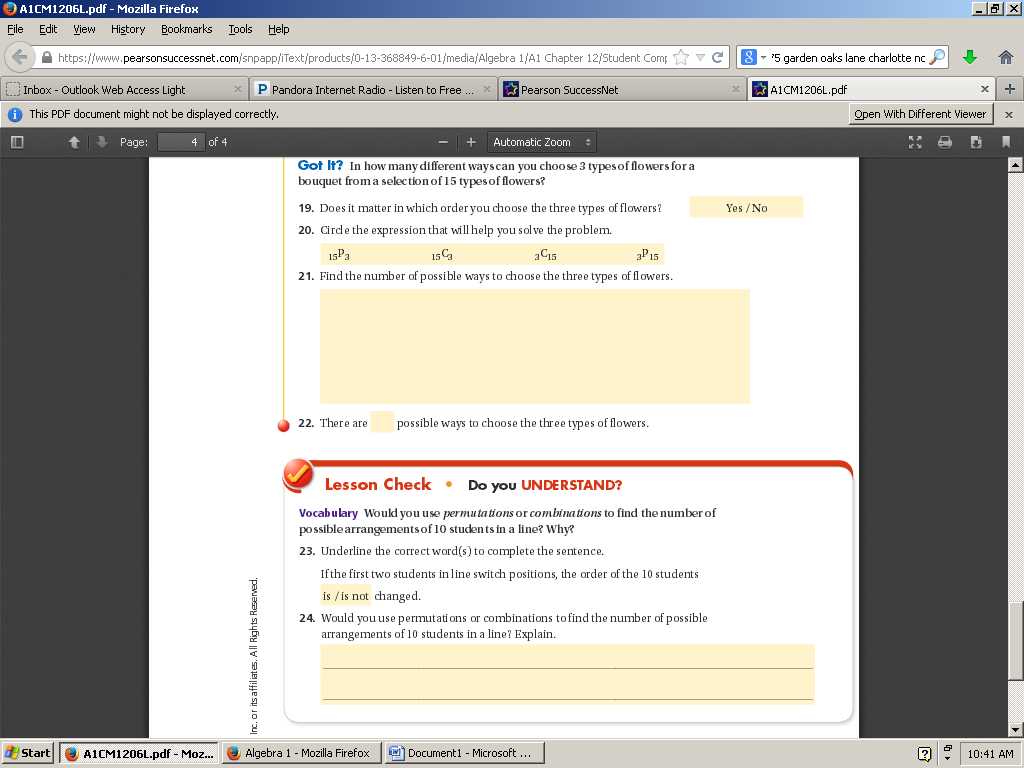 A1CM1206L.pdf - Mozilla Firefox
File Edit View History Bookmarks Tools Help
https://www.pearsonsuccessnet.com/snpapp/iText/products/0-13-368849-6-01/media/Algebra 1/A1 Chapter 12/Student Comp
'5 garden oaks lane charlotte nc
Inbox - Outlook Web Access Light
Pandora Internet Radio - Listen to Free ...
Pearson SuccessNet
A1CM1206L.pdf
This PDF document might not be displayed correctly.
Open With Different Viewer
Page: 4 of 4
Automatic Zoom
Got It? In how many different ways can you choose 3 types of flowers for a
bouquet from a selection of 15 types of flowers?
19. Does it matter in which order you choose the three types of flowers? Yes / No
20. Circle the expression that will help you solve the problem.
₁₅P₃ ₁₅C₃ ₃C₁₅ ₃P₁₅
21. Find the number of possible ways to choose the three types of flowers.
22. There are possible ways to choose the three types of flowers.
Lesson Check • Do you UNDERSTAND?
Vocabulary Would you use permutations or combinations to find the number of
possible arrangements of 10 students in a line? Why?
23. Underline the correct word(s) to complete the sentence.
If the first two students in line switch positions, the order of the 10 students
is / is not changed.
24. Would you use permutations or combinations to find the number of possible
arrangements of 10 students in a line? Explain.
Inc. or its affiliates. All Rights Reserved.
Start
A1CM1206L.pdf - Moz...
Algebra 1 - Mozilla Firefox
Document1 - Microsoft ...
10:41 AM